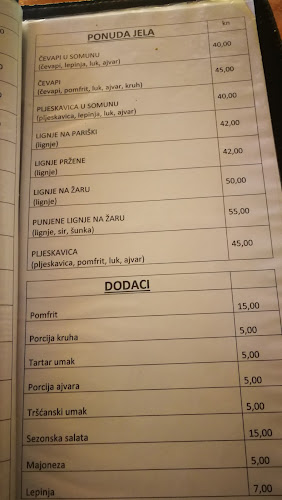 PONUDA JELA kn
ČEVAPI U SOMUNU 40,00
(čevapi, lepinja, luk, ajvar)
ČEVAPI 45,00
(čevapi, pomfrit, luk, ajvar, kruh)
PLJESKAVICA U SOMUNU 40,00
(pljeskavica, lepinja, luk, ajvar)
LIGNJE NA PARIŠKI 42,00
(lignje)
LIGNJE PRŽENE 42,00
(lignje)
LIGNJE NA ŽARU 50,00
(lignje)
PUNJENE LIGNJE NA ŽARU 55,00
(lignje, sir, šunka)
PLJESKAVICA 45,00
(pljeskavica, pomfrit, luk, ajvar)
DODACI
Pomfrit 15,00
Porcija kruha 5,00
Tartar umak 5,00
Porcija ajvara 5,00
Tršćanski umak 5,00
Sezonska salata 15,00
Majoneza 5,00
Lepinja 7,00